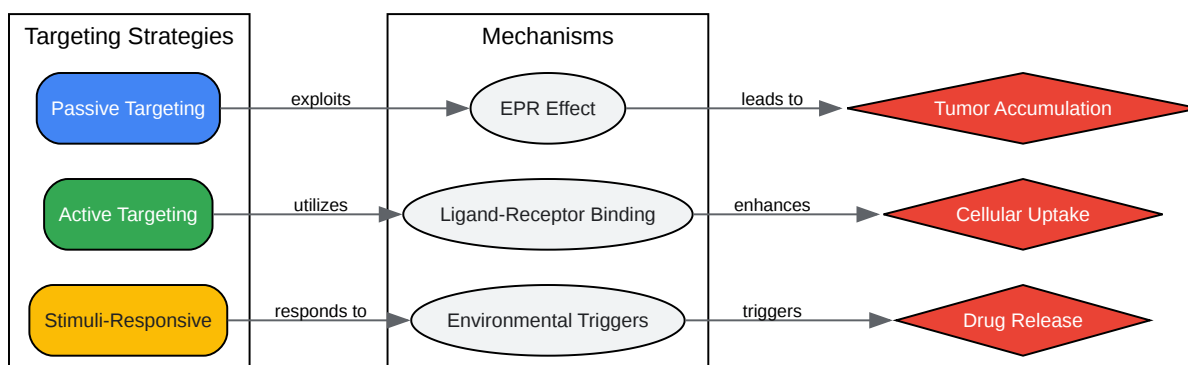 Targeting Strategies
Mechanisms
Passive Targeting
exploits
EPR Effect
leads to
Tumor Accumulation
Active Targeting
utilizes
Ligand-Receptor Binding
enhances
Cellular Uptake
Stimuli-Responsive
responds to
Environmental Triggers
triggers
Drug Release